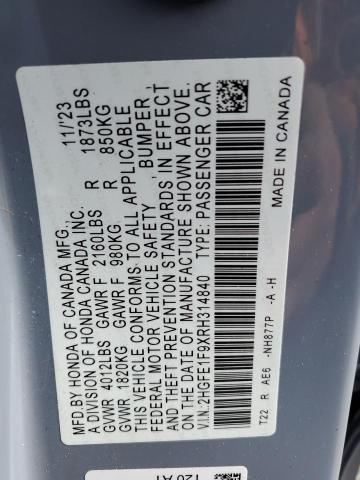 MFD. BY HONDA OF CANADA MFG., 11/23
A DIVISION OF HONDA CANADA INC.
GVWR 4012LBS GAWR F 2160LBS R 1873LBS
GVWR 1820KG GAWR F 980KG R 850KG
THIS VEHICLE CONFORMS TO ALL APPLICABLE
FEDERAL MOTOR VEHICLE SAFETY, BUMPER,
AND THEFT PREVENTION STANDARDS IN EFFECT
ON THE DATE OF MANUFACTURE SHOWN ABOVE.
VIN: 2HGFE1F9XRH314840 TYPE: PASSENGER CAR
T22 R AE6 -NH877P -A -H
MADE IN CANADA